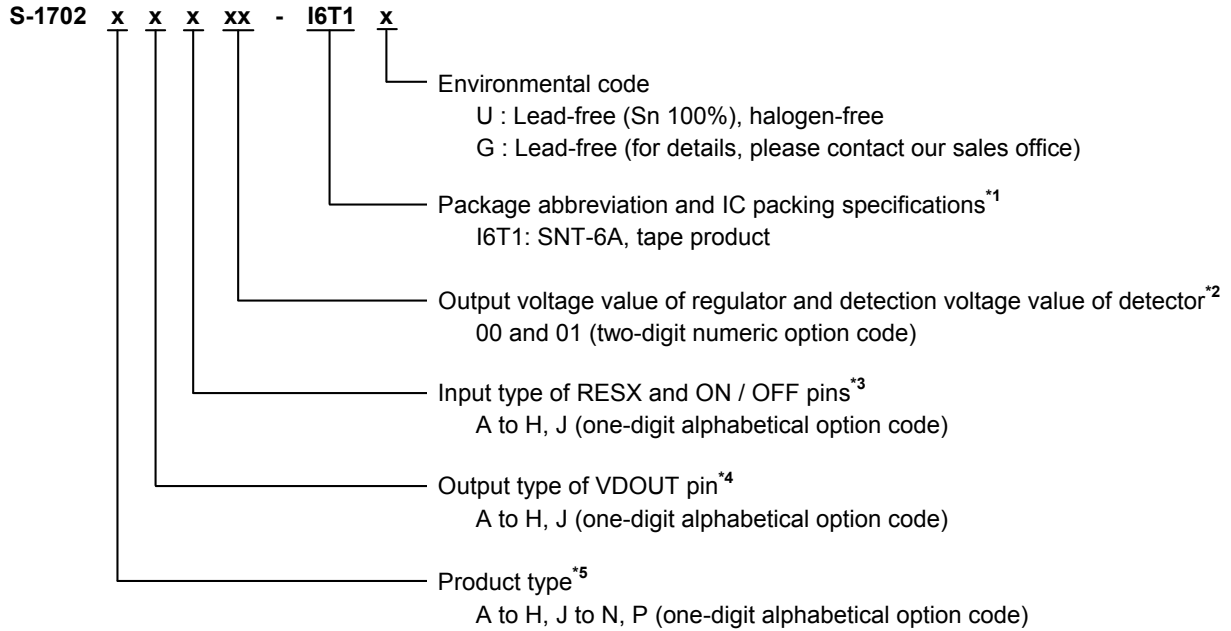 S-1702 x x x xx - I6T1 x
Environmental code
U : Lead-free (Sn 100%), halogen-free
G : Lead-free (for details, please contact our sales office)
Package abbreviation and IC packing specifications*1
I6T1: SNT-6A, tape product
Output voltage value of regulator and detection voltage value of detector*2
00 and 01 (two-digit numeric option code)
Input type of RESX and ON / OFF pins*3
A to H, J (one-digit alphabetical option code)
Output type of VDOUT pin*4
A to H, J (one-digit alphabetical option code)
Product type*5
A to H, J to N, P (one-digit alphabetical option code)